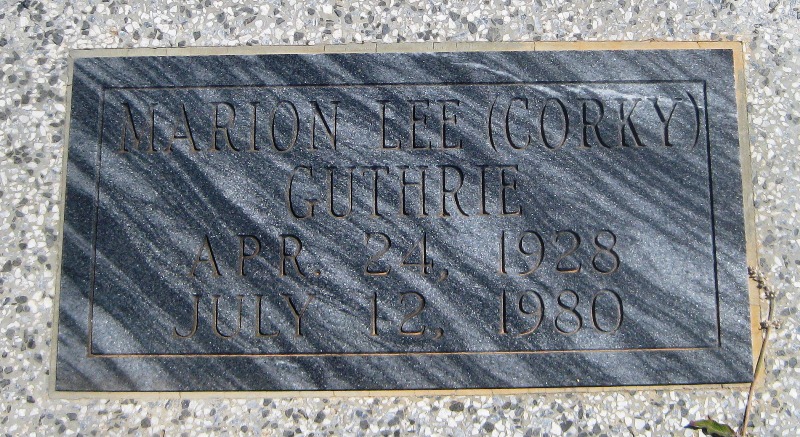 MARION LEE (CORKY)
GUTHRIE
APR. 24, 1928
JULY 12, 1980